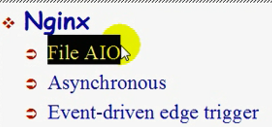 Nginx
File AIO
Asynchronous
Event-driven edge trigger